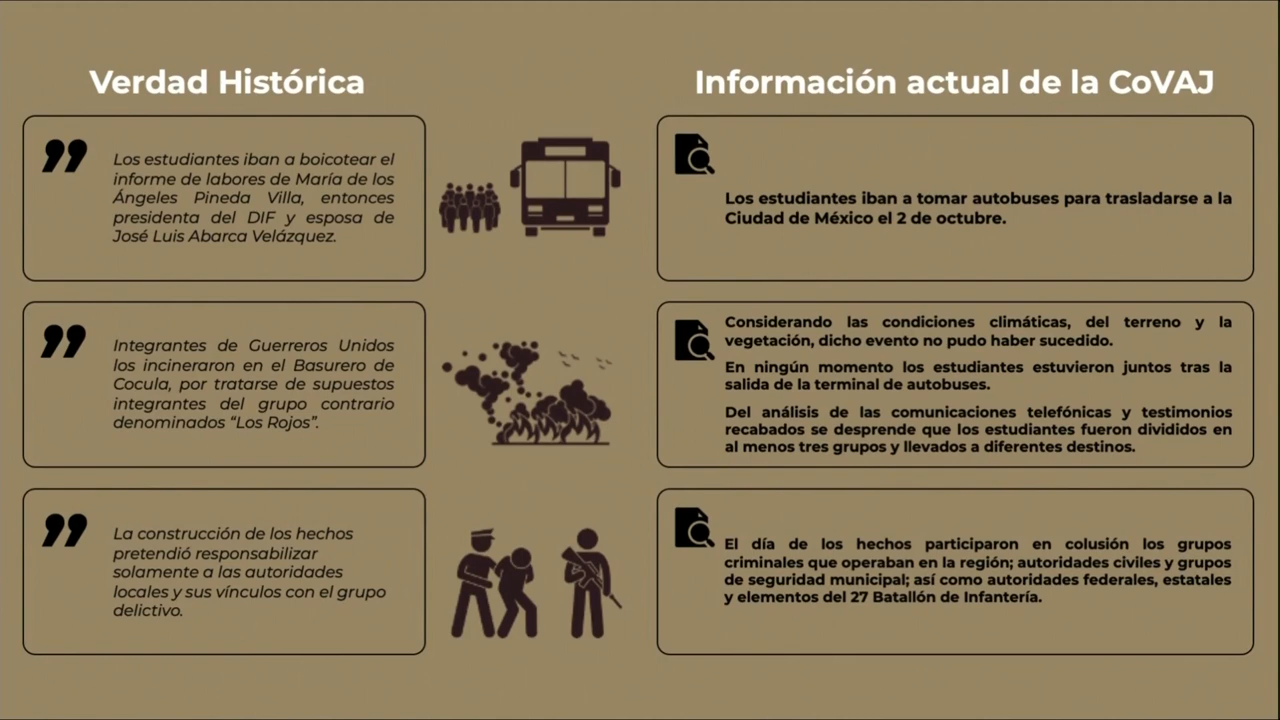 Verdad Histórica
Información actual de la CoVAJ
Los estudiantes iban a boicotear el
informe de labores de María de los
Ángeles Pineda Villa, entonces
presidenta del DIF y esposa de
José Luis Abarca Velázquez.
Los estudiantes iban a tomar autobuses para trasladarse a la
Ciudad de México el 2 de octubre.
Integrantes de Guerreros Unidos
los incineraron en el Basurero de
Cocula, por tratarse de supuestos
integrantes del grupo contrario
denominados “Los Rojos”.
Considerando las condiciones climáticas, del terreno y la
vegetación, dicho evento no pudo haber sucedido.
En ningún momento los estudiantes estuvieron juntos tras la
salida de la terminal de autobuses.
Del análisis de las comunicaciones telefónicas y testimonios
recabados se desprende que los estudiantes fueron divididos en
al menos tres grupos y llevados a diferentes destinos.
La construcción de los hechos
pretendió responsabilizar
solamente a las autoridades
locales y sus vínculos con el grupo
delictivo.
El día de los hechos participaron en colusión los grupos
criminales que operaban en la región; autoridades civiles y grupos
de seguridad municipal; así como autoridades federales, estatales
y elementos del 27 Batallón de Infantería.